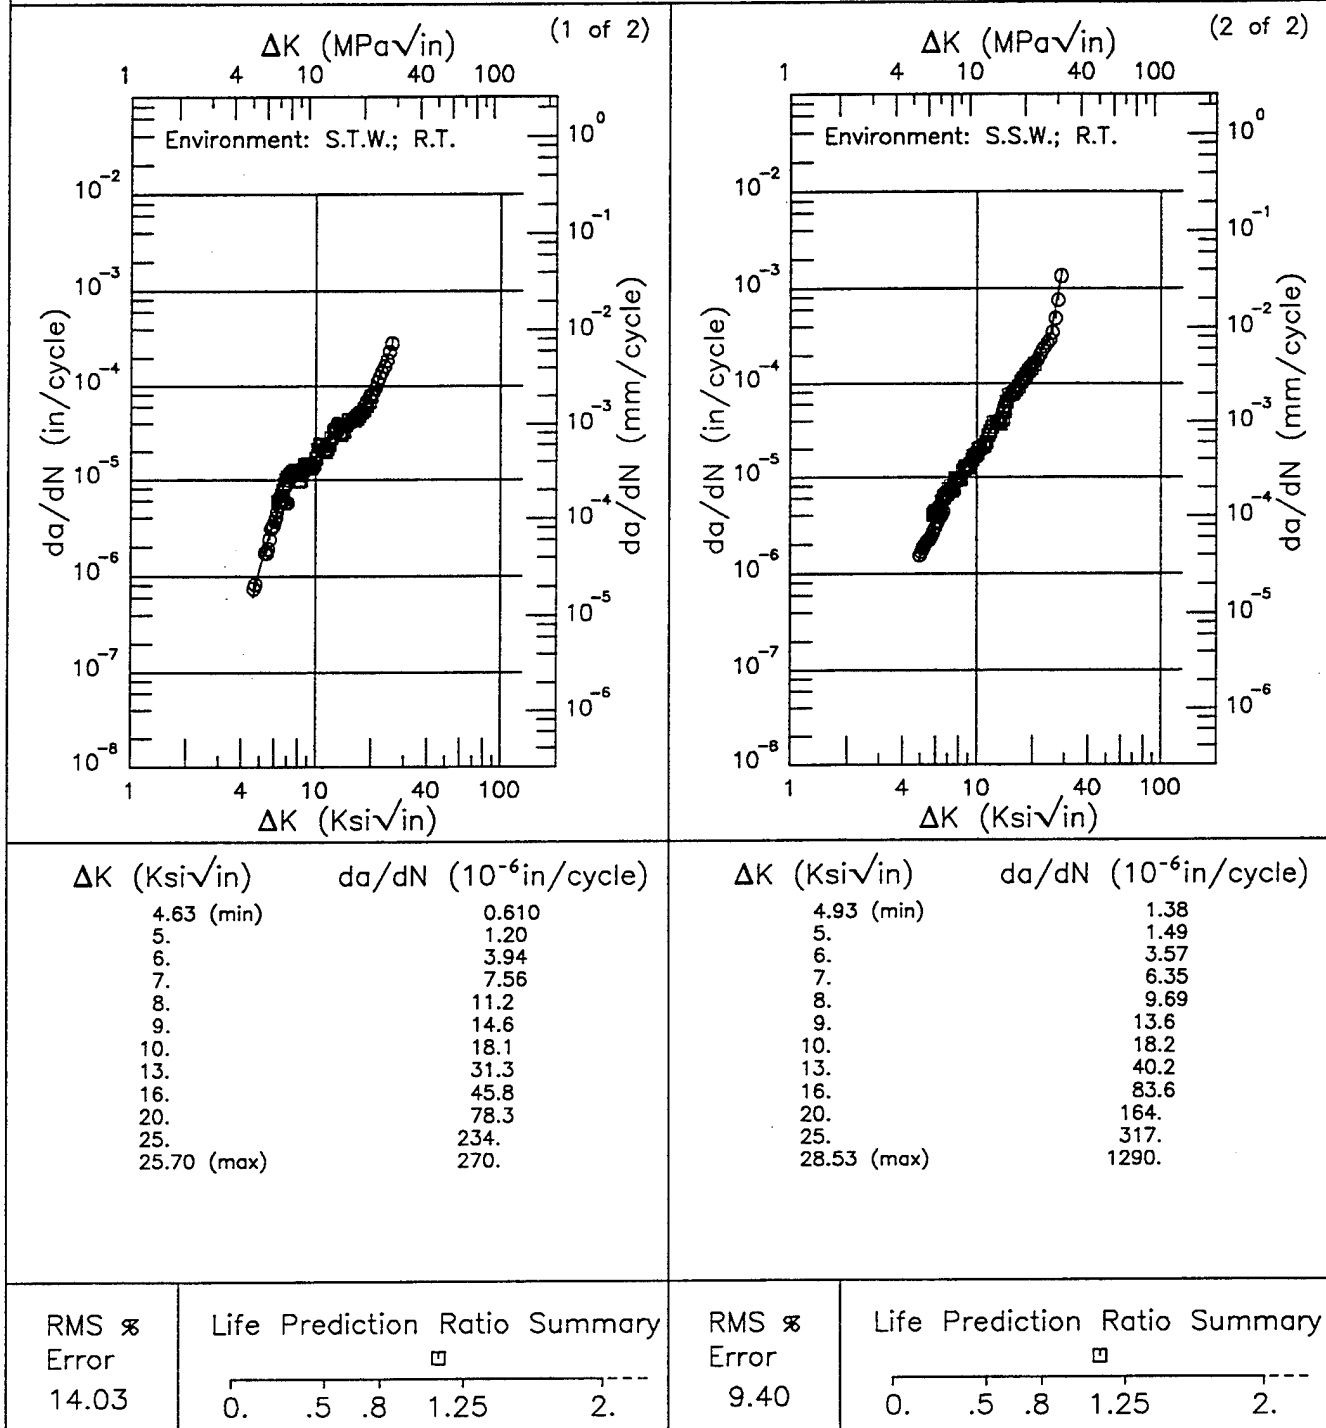 (1 of 2)
ΔK (MPa√in)
1 4 10 40 100
Environment: S.T.W.; R.T.
10⁻²
10⁻³
10⁻⁴
10⁻⁵
10⁻⁶
10⁻⁷
10⁻⁸
da/dN (in/cycle)
10⁰
10⁻¹
10⁻²
10⁻³
10⁻⁴
10⁻⁵
10⁻⁶
da/dN (mm/cycle)
1 4 10 40 100
ΔK (Ksi√in)
ΔK (Ksi√in) da/dN (10⁻⁶in/cycle)
4.63 (min) 0.610
5. 1.20
6. 3.94
7. 7.56
8. 11.2
9. 14.6
10. 18.1
13. 31.3
16. 45.8
20. 78.3
25. 234.
25.70 (max) 270.
RMS %
Error
14.03
Life Prediction Ratio Summary
0. .5 .8 1.25 2.
(2 of 2)
ΔK (MPa√in)
1 4 10 40 100
Environment: S.S.W.; R.T.
10⁻²
10⁻³
10⁻⁴
10⁻⁵
10⁻⁶
10⁻⁷
10⁻⁸
da/dN (in/cycle)
10⁰
10⁻¹
10⁻²
10⁻³
10⁻⁴
10⁻⁵
10⁻⁶
da/dN (mm/cycle)
1 4 10 40 100
ΔK (Ksi√in)
ΔK (Ksi√in) da/dN (10⁻⁶in/cycle)
4.93 (min) 1.38
5. 1.49
6. 3.57
7. 6.35
8. 9.69
9. 13.6
10. 18.2
13. 40.2
16. 83.6
20. 164.
25. 317.
28.53 (max) 1290.
RMS %
Error
9.40
Life Prediction Ratio Summary
0. .5 .8 1.25 2.